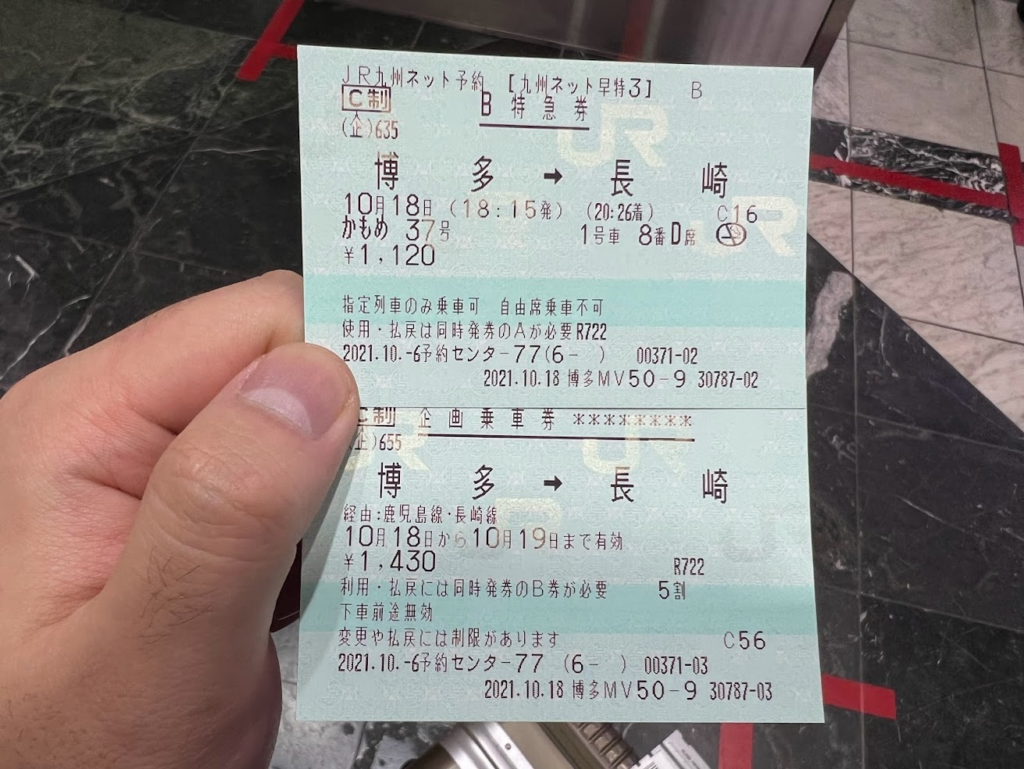 JR九州ネット予約 [九州ネット早特3] B
C制 B特急券
(企)635
博多 → 長崎
10月18日 (18:15発) (20:26着) C16
かもめ 37号 1号車 8番D席
¥1,120
指定列車のみ乗車可 自由席乗車不可
使用・払戻は同時発券のAが必要R722
2021.10.-6予約センタ-77(6- ) 00371-02
2021.10.18 博多MV50-9 30787-02
C制 企画乗車券 ********
企)655
博多 → 長崎
経由:鹿児島線・長崎線
10月18日から10月19日まで有効
¥1,430 R722
利用・払戻には同時発券のB券が必要 5割
下車前途無効
変更や払戻には制限があります C56
2021.10.-6予約センタ-77 (6- ) 00371-03
2021.10.18 博多MV50-9 30787-03